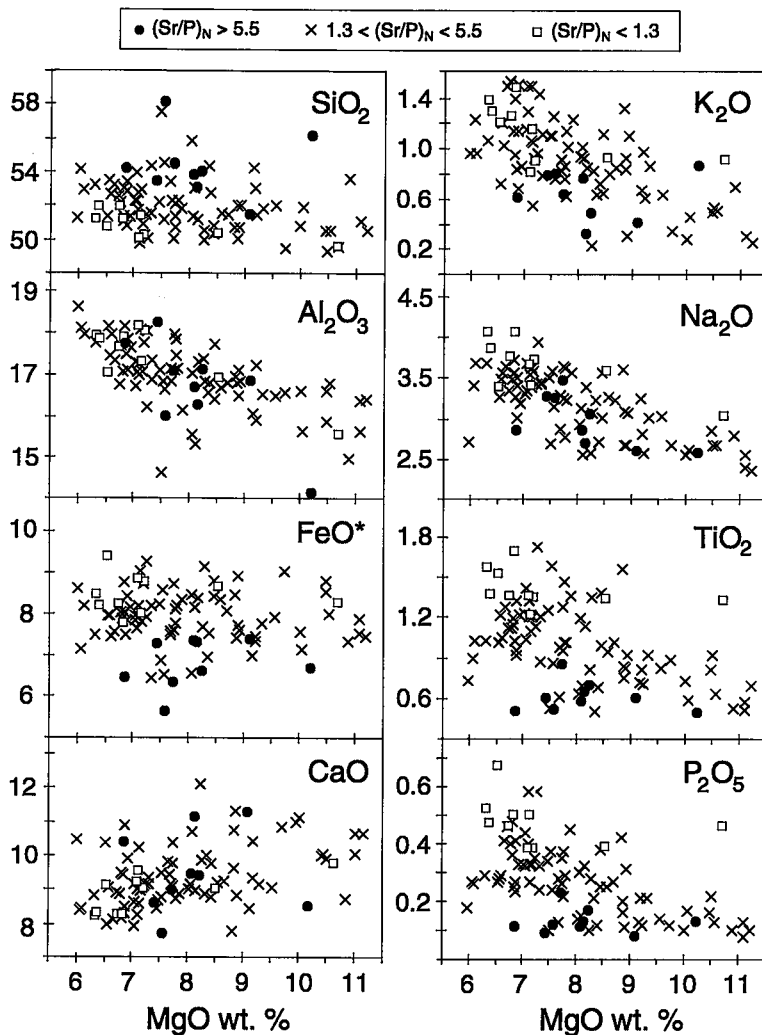 ● (Sr/P)N > 5.5 × 1.3 < (Sr/P)N < 5.5 □ (Sr/P)N < 1.3
SiO2
58
54
50
K2O
1.4
1.0
0.6
0.2
Al2O3
19
17
15
Na2O
4.5
3.5
2.5
FeO*
10
8
6
TiO2
1.8
1.2
0.6
CaO
12
10
8
P2O5
0.6
0.4
0.2
6 7 8 9 10 11
6 7 8 9 10 11
MgO wt. %
MgO wt. %